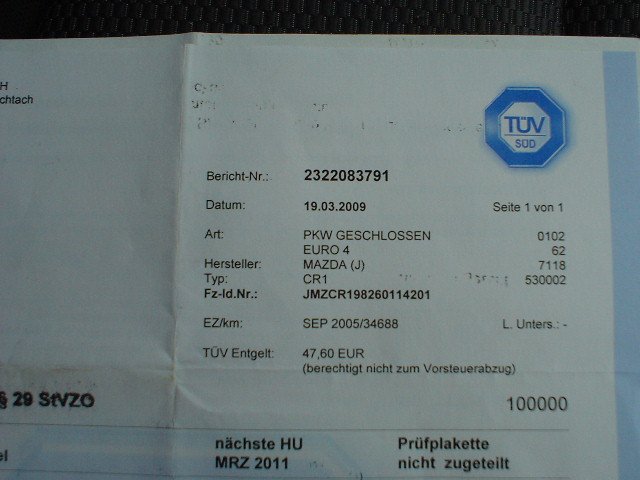 H
chtach
TÜV
SÜD
Bericht-Nr.: 2322083791
Datum: 19.03.2009 Seite 1 von 1
Art: PKW GESCHLOSSEN 0102
EURO 4 62
Hersteller: MAZDA (J) 7118
Typ: CR1 530002
Fz-Id.Nr.: JMZCR198260114201
EZ/km: SEP 2005/34688 L. Unters.: -
TÜV Entgelt: 47,60 EUR
(berechtigt nicht zum Vorsteuerabzug)
§ 29 StVZO 100000
el nächste HU Prüfplakette
MRZ 2011 nicht zugeteilt